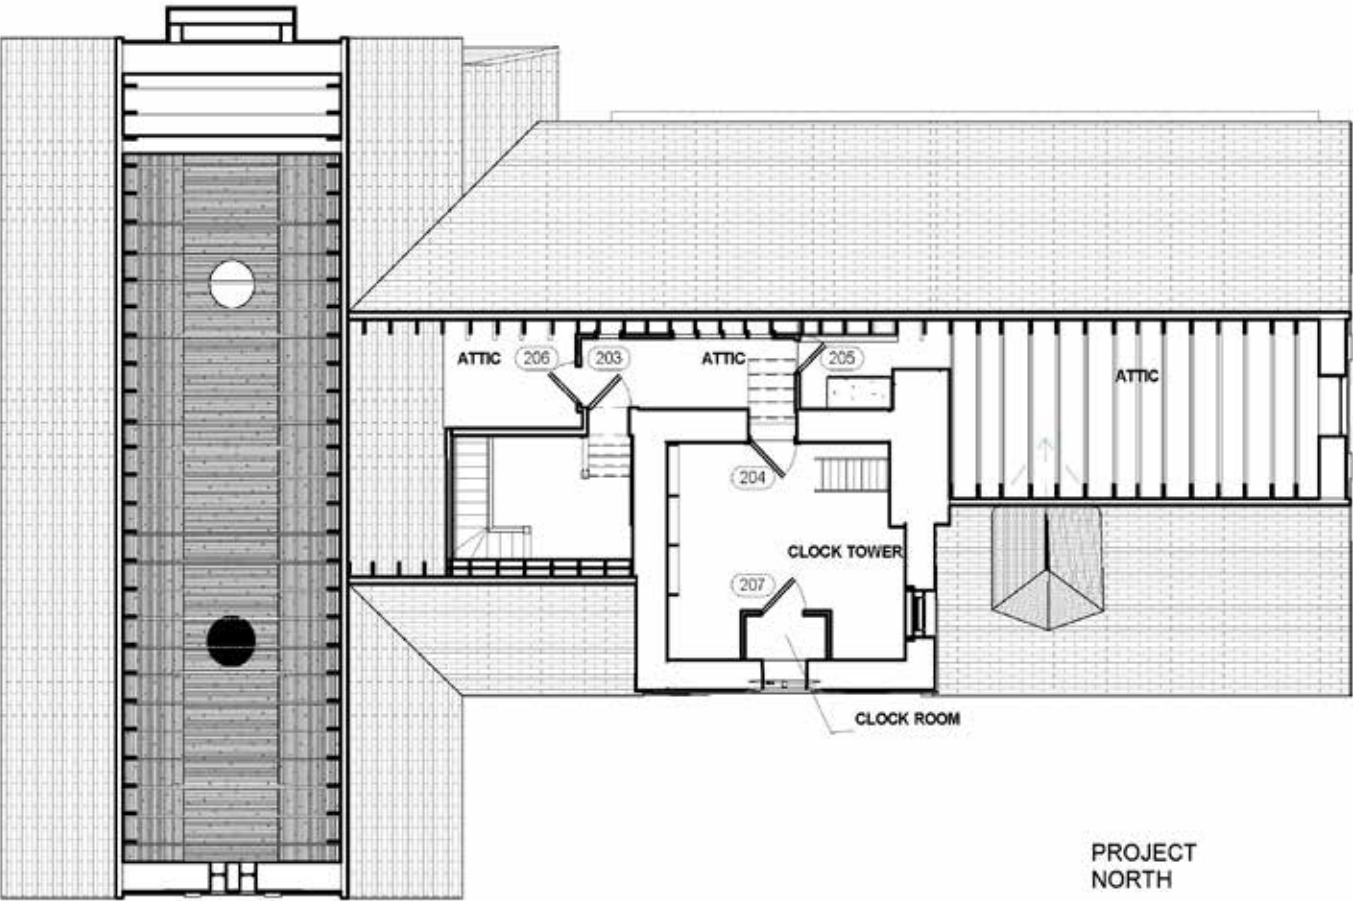 ATTIC
206
203
ATTIC
205
ATTIC
204
CLOCK TOWER
207
CLOCK ROOM
PROJECT
NORTH